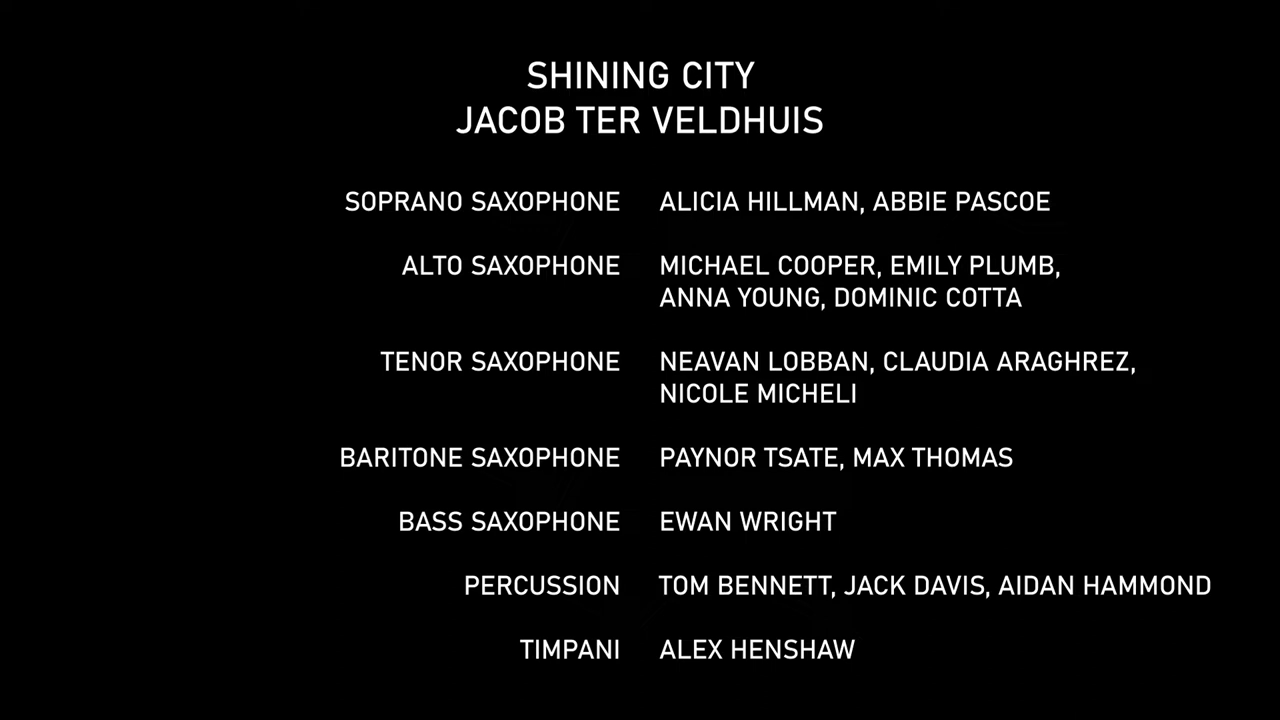 SHINING CITY
JACOB TER VELDHUIS
SOPRANO SAXOPHONE ALICIA HILLMAN, ABBIE PASCOE
ALTO SAXOPHONE MICHAEL COOPER, EMILY PLUMB,
ANNA YOUNG, DOMINIC COTTA
TENOR SAXOPHONE NEAVAN LOBBAN, CLAUDIA ARAGHREZ,
NICOLE MICHELI
BARITONE SAXOPHONE PAYNOR TSATE, MAX THOMAS
BASS SAXOPHONE EWAN WRIGHT
PERCUSSION TOM BENNETT, JACK DAVIS, AIDAN HAMMOND
TIMPANI ALEX HENSHAW